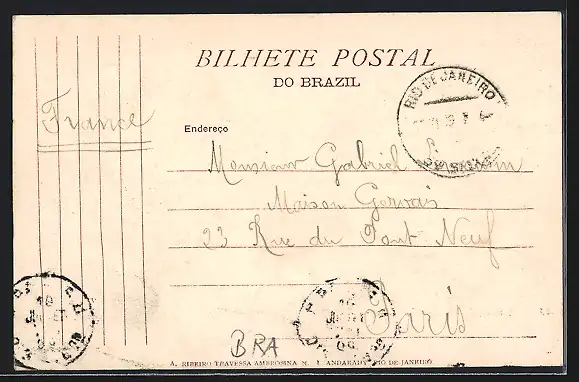 BILHETE POSTAL
DO BRAZIL
RIO DE JANEIRO
France
Endereço
Monsieur Gabriel
Maison Gervais
23 Rue du Pont Neuf
Paris
BRA
A. RIBEIRO TRAVESSA AMBROSINA N. 1 ANDARAHY RIO DE JANEIRO